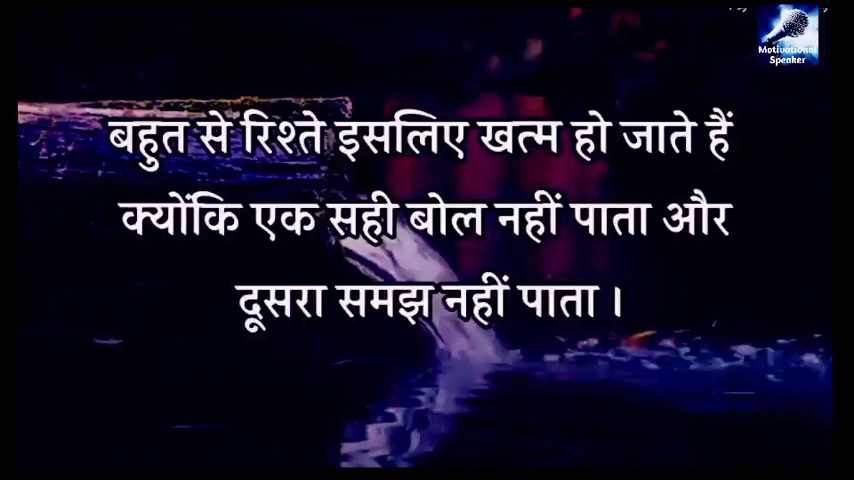 Motivational
Speaker
बहुत से रिश्ते इसलिए खत्म हो जाते हैं
क्योंकि एक सही बोल नहीं पाता और
दूसरा समझ नहीं पाता ।